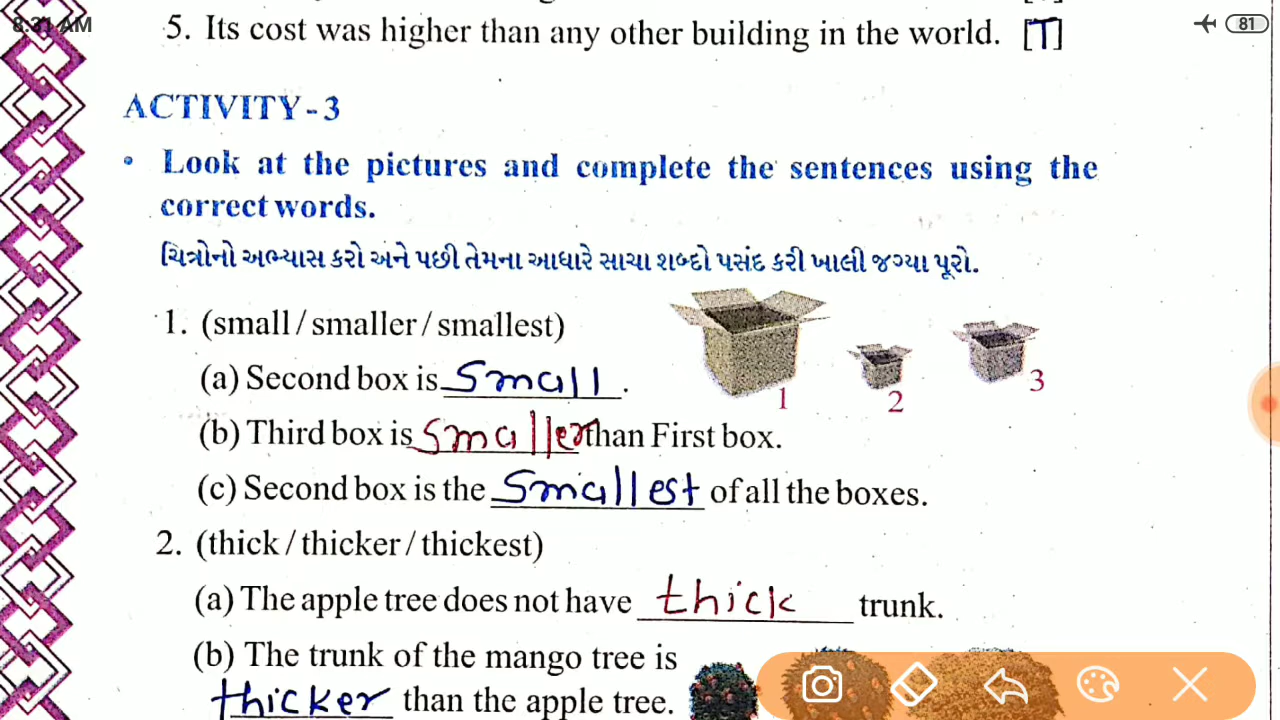 8:31 AM
81
5. Its cost was higher than any other building in the world. [T]
ACTIVITY-3
• Look at the pictures and complete the sentences using the
correct words.
ચિત્રોનો અભ્યાસ કરો અને પછી તેમના આધારે સાચા શબ્દો પસંદ કરી ખાલી જગ્યા પૂરો.
1. (small / smaller / smallest)
(a) Second box is small.
(b) Third box is smaller than First box.
(c) Second box is the smallest of all the boxes.
1
2
3
2. (thick / thicker / thickest)
(a) The apple tree does not have thick trunk.
(b) The trunk of the mango tree is
thicker than the apple tree.